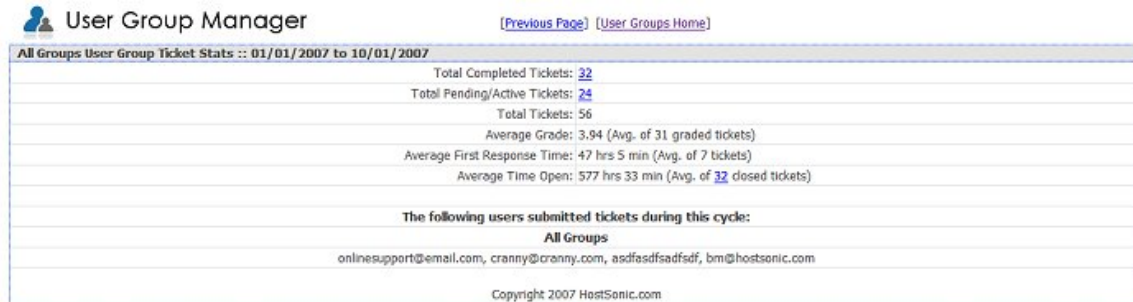 User Group Manager [Previous Page] [User Groups Home]
All Groups User Group Ticket Stats :: 01/01/2007 to 10/01/2007
Total Completed Tickets: 32
Total Pending/Active Tickets: 24
Total Tickets: 56
Average Grade: 3.94 (Avg. of 31 graded tickets)
Average First Response Time: 47 hrs 5 min (Avg. of 7 tickets)
Average Time Open: 577 hrs 33 min (Avg. of 32 closed tickets)
The following users submitted tickets during this cycle:
All Groups
onlinesupport@email.com, cranny@cranny.com, asdfasdfsadfsdf, bm@hostsonic.com
Copyright 2007 HostSonic.com